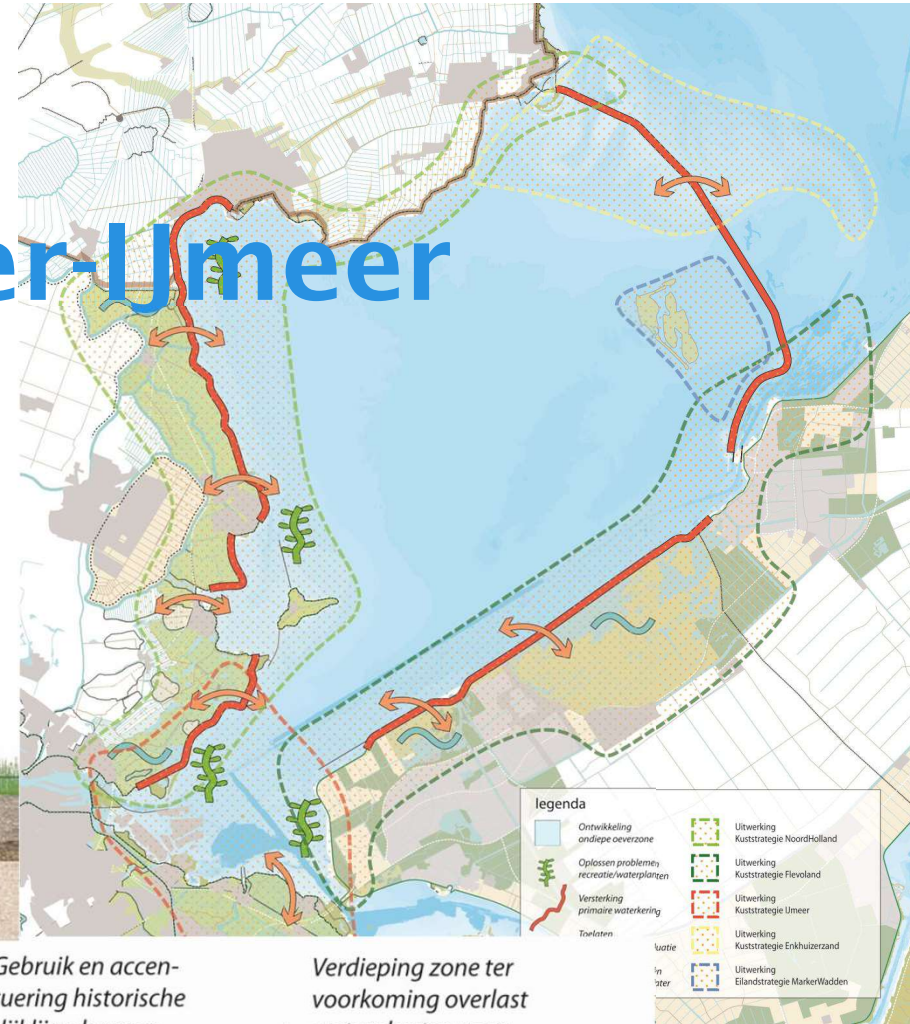 er-IJmeer
legenda
Ontwikkeling
ondiepe oeverzone
Oplossen problemen
recreatie/waterplanten
Versterking
primaire waterkering
Toelaten
Uitwerking
Kuststrategie NoordHolland
Uitwerking
Kuststrategie Flevoland
Uitwerking
Kuststrategie IJmeer
Uitwerking
Kuststrategie Enkhuizerzand
Uitwerking
Eilandstrategie MarkerWadden
Gebruik en accen-
tuering historische
Verdieping zone ter
voorkoming overlast